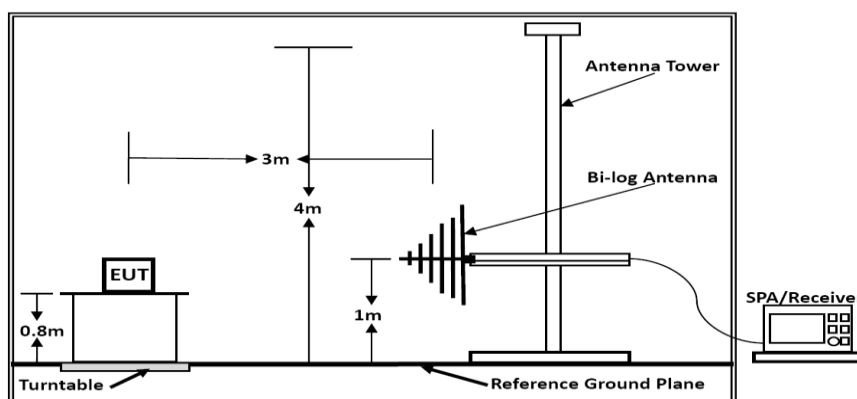 Antenna Tower
3m
Bi-log Antenna
4m
EUT
SPA/Receive
0.8m
1m
Turntable
Reference Ground Plane